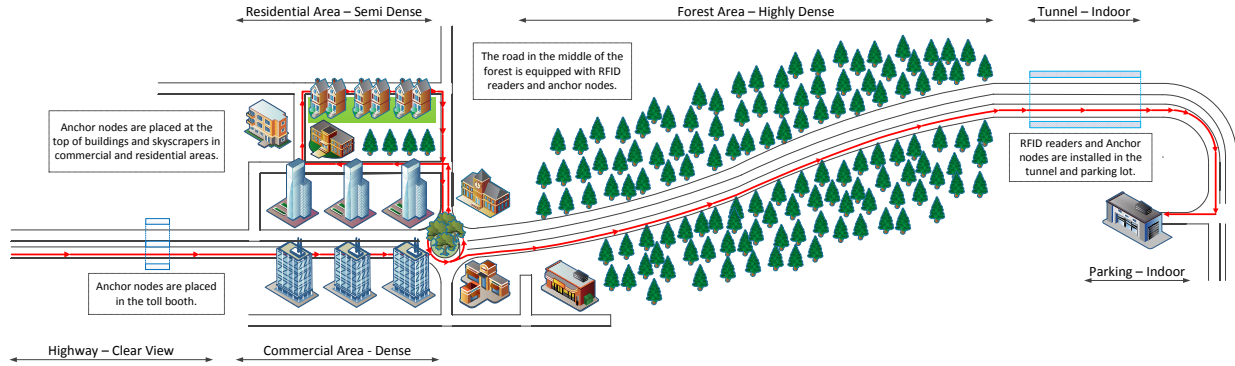 Residential Area – Semi Dense
Forest Area – Highly Dense
Tunnel – Indoor
The road in the middle of the
forest is equipped with RFID
readers and anchor nodes.
Anchor nodes are placed at the
top of buildings and skyscrapers in
commercial and residential areas.
RFID readers and Anchor
nodes are installed in the
tunnel and parking lot.
Anchor nodes are placed
in the toll booth.
Parking – Indoor
Highway – Clear View
Commercial Area - Dense